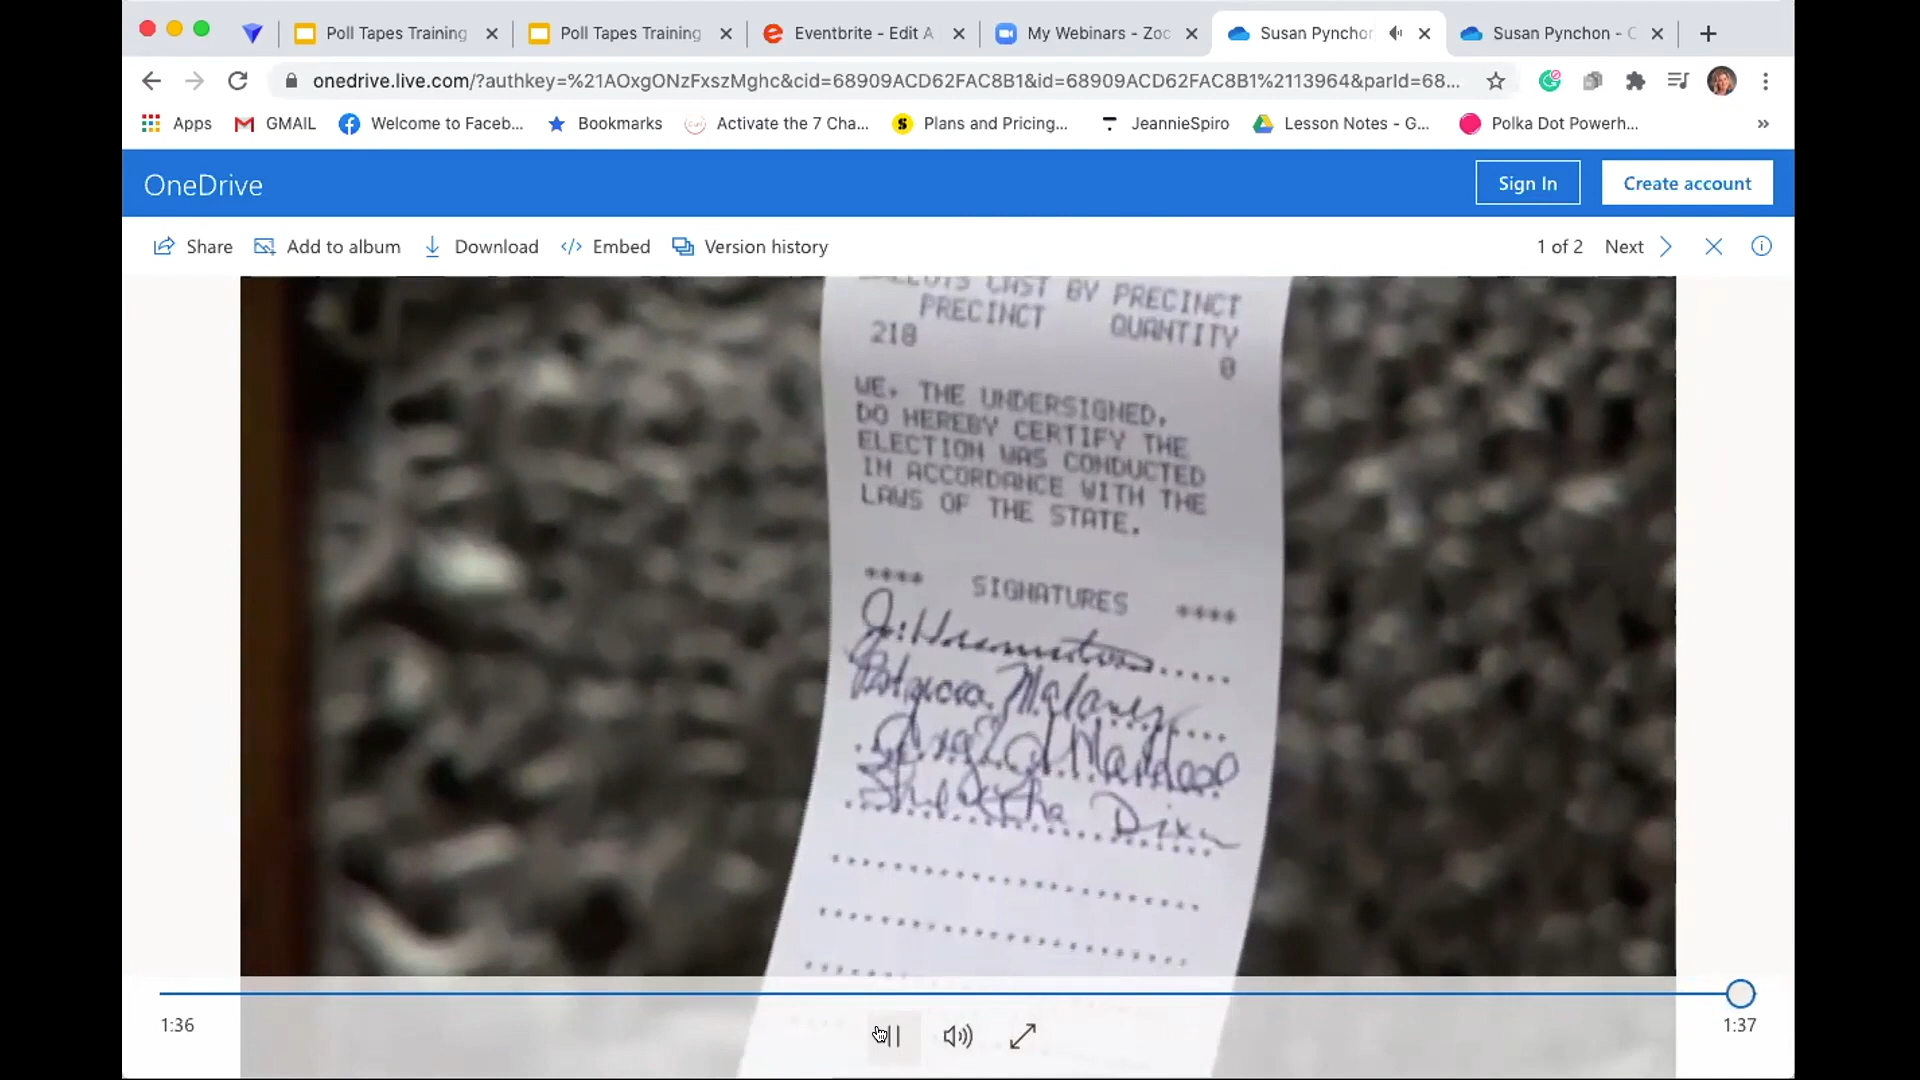 Poll Tapes Training
Poll Tapes Training
Eventbrite - Edit A
My Webinars - Zoo
Susan Pynchon
Susan Pynchon - C
onedrive.live.com/?authkey=%21AOxgONzFxszMghc&cid=68909ACD62FAC8B1&id=68909ACD62FAC8B1%2113964&parId=68...
Apps
GMAIL
Welcome to Faceb...
Bookmarks
Activate the 7 Cha...
Plans and Pricing...
JeannieSpiro
Lesson Notes - G...
Polka Dot Powerh...
»
OneDrive
Sign In
Create account
Share
Add to album
Download
</> Embed
Version history
1 of 2
Next
CAST BY PRECINCT
PRECINCT QUANTITY
218
0
WE, THE UNDERSIGNED,
DO HEREBY CERTIFY THE
ELECTION WAS CONDUCTED
IN ACCORDANCE WITH THE
LAWS OF THE STATE.
**** SIGNATURES ****
J.
Patricia
Dixon
1:36
1:37